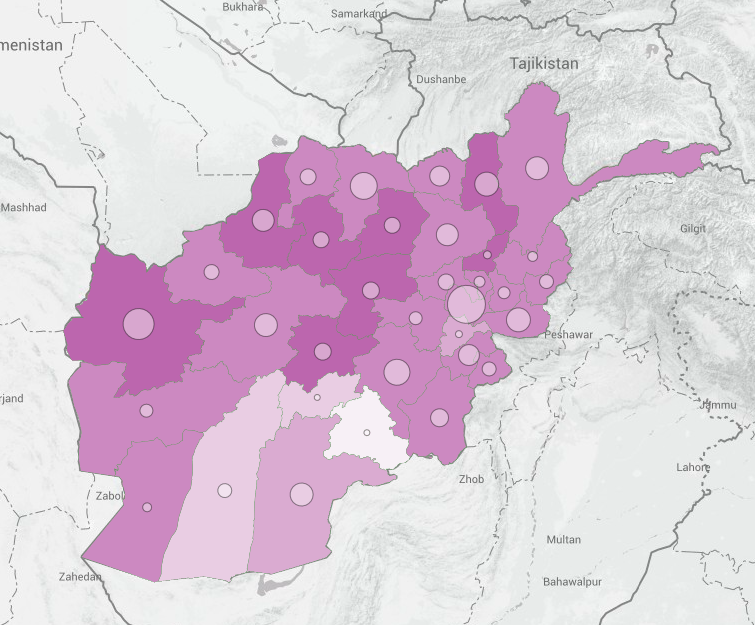 Bukhara
Samarkand
menistan
Tajikistan
Dushanbe
Mashhad
Gilgit
Peshawar
rjand
Jammu
Lahore
Zabol
Zhob
Multan
Zahedan
Bahawalpur